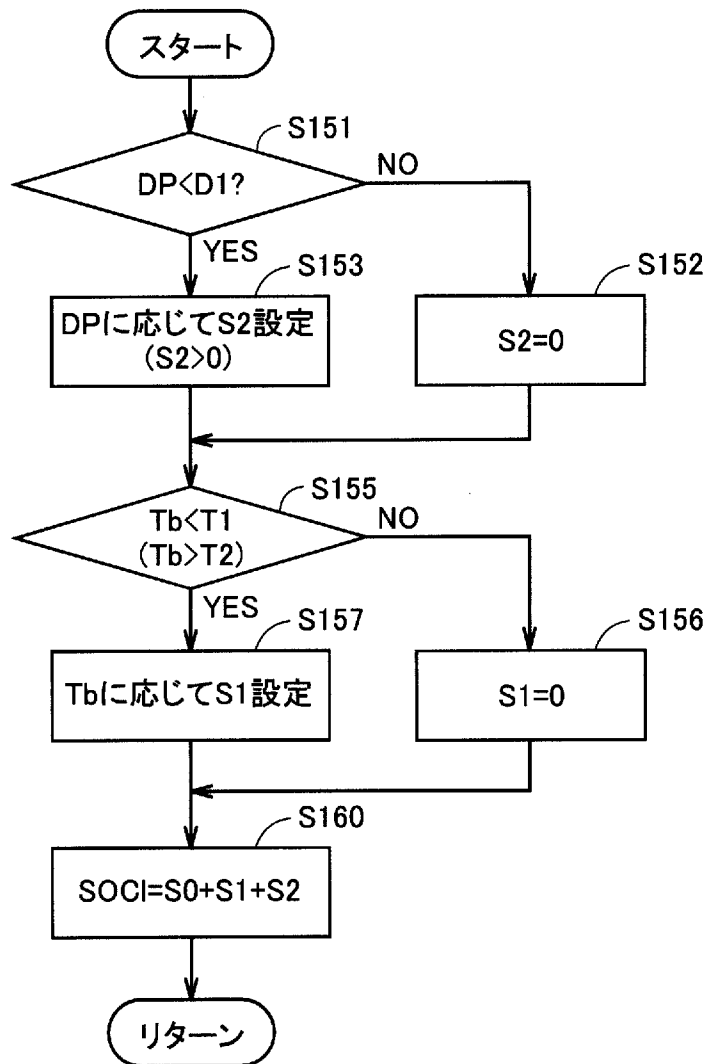 スタート
S151
DP<D1?
NO
YES
S153
S152
DPに応じてS2設定
(S2>0)
S2=0
S155
Tb<T1
(Tb>T2)
NO
YES
S157
S156
Tbに応じてS1設定
S1=0
S160
SOCl=S0+S1+S2
リターン